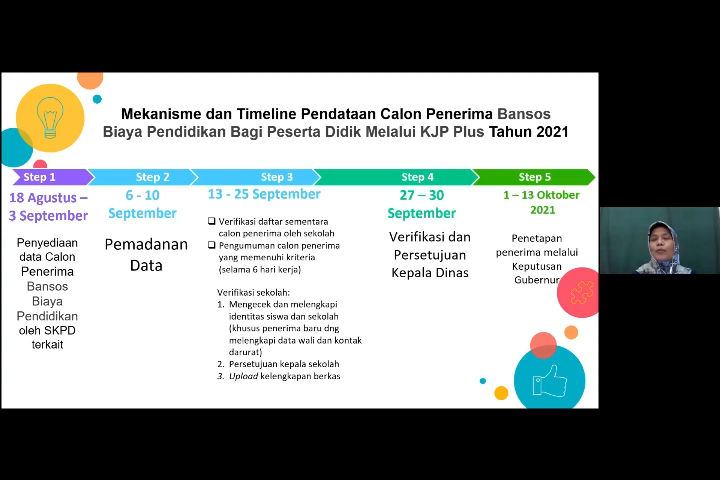 Mekanisme dan Timeline Pendataan Calon Penerima Bansos
Biaya Pendidikan Bagi Peserta Didik Melalui KJP Plus Tahun 2021
Step 1
18 Agustus –
3 September
Penyediaan
data Calon
Penerima
Bansos
Biaya
Pendidikan
oleh SKPD
terkait
Step 2
6 - 10
September
Pemadanan
Data
Step 3
13 - 25 September
Verifikasi daftar sementara
calon penerima oleh sekolah
Pengumuman calon penerima
yang memenuhi kriteria
(selama 6 hari kerja)
Verifikasi sekolah:
1. Mengecek dan melengkapi
identitas siswa dan sekolah
(khusus penerima baru dng
melengkapi data wali dan kontak
darurat)
2. Persetujuan kepala sekolah
3. Upload kelengkapan berkas
Step 4
27 – 30
September
Verifikasi dan
Persetujuan
Kepala Dinas
Step 5
1 – 13 Oktober
2021
Penetapan
penerima melalui
Keputusan
Gubernur